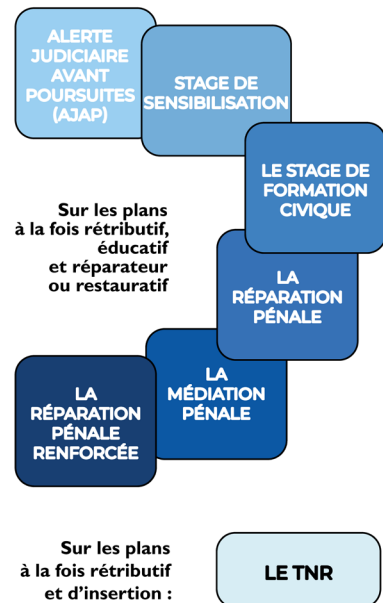 ALERTE
JUDICIAIRE
AVANT
POURSUITES
(AJAP)
STAGE DE
SENSIBILISATION
LE STAGE DE
FORMATION
CIVIQUE
Sur les plans
à la fois rétributif,
éducatif
et réparateur
ou restauratif
LA
RÉPARATION
PÉNALE
LA
MÉDIATION
PÉNALE
LA
RÉPARATION
PÉNALE
RENFORCÉE
Sur les plans
à la fois rétributif
et d'insertion :
LE TNR